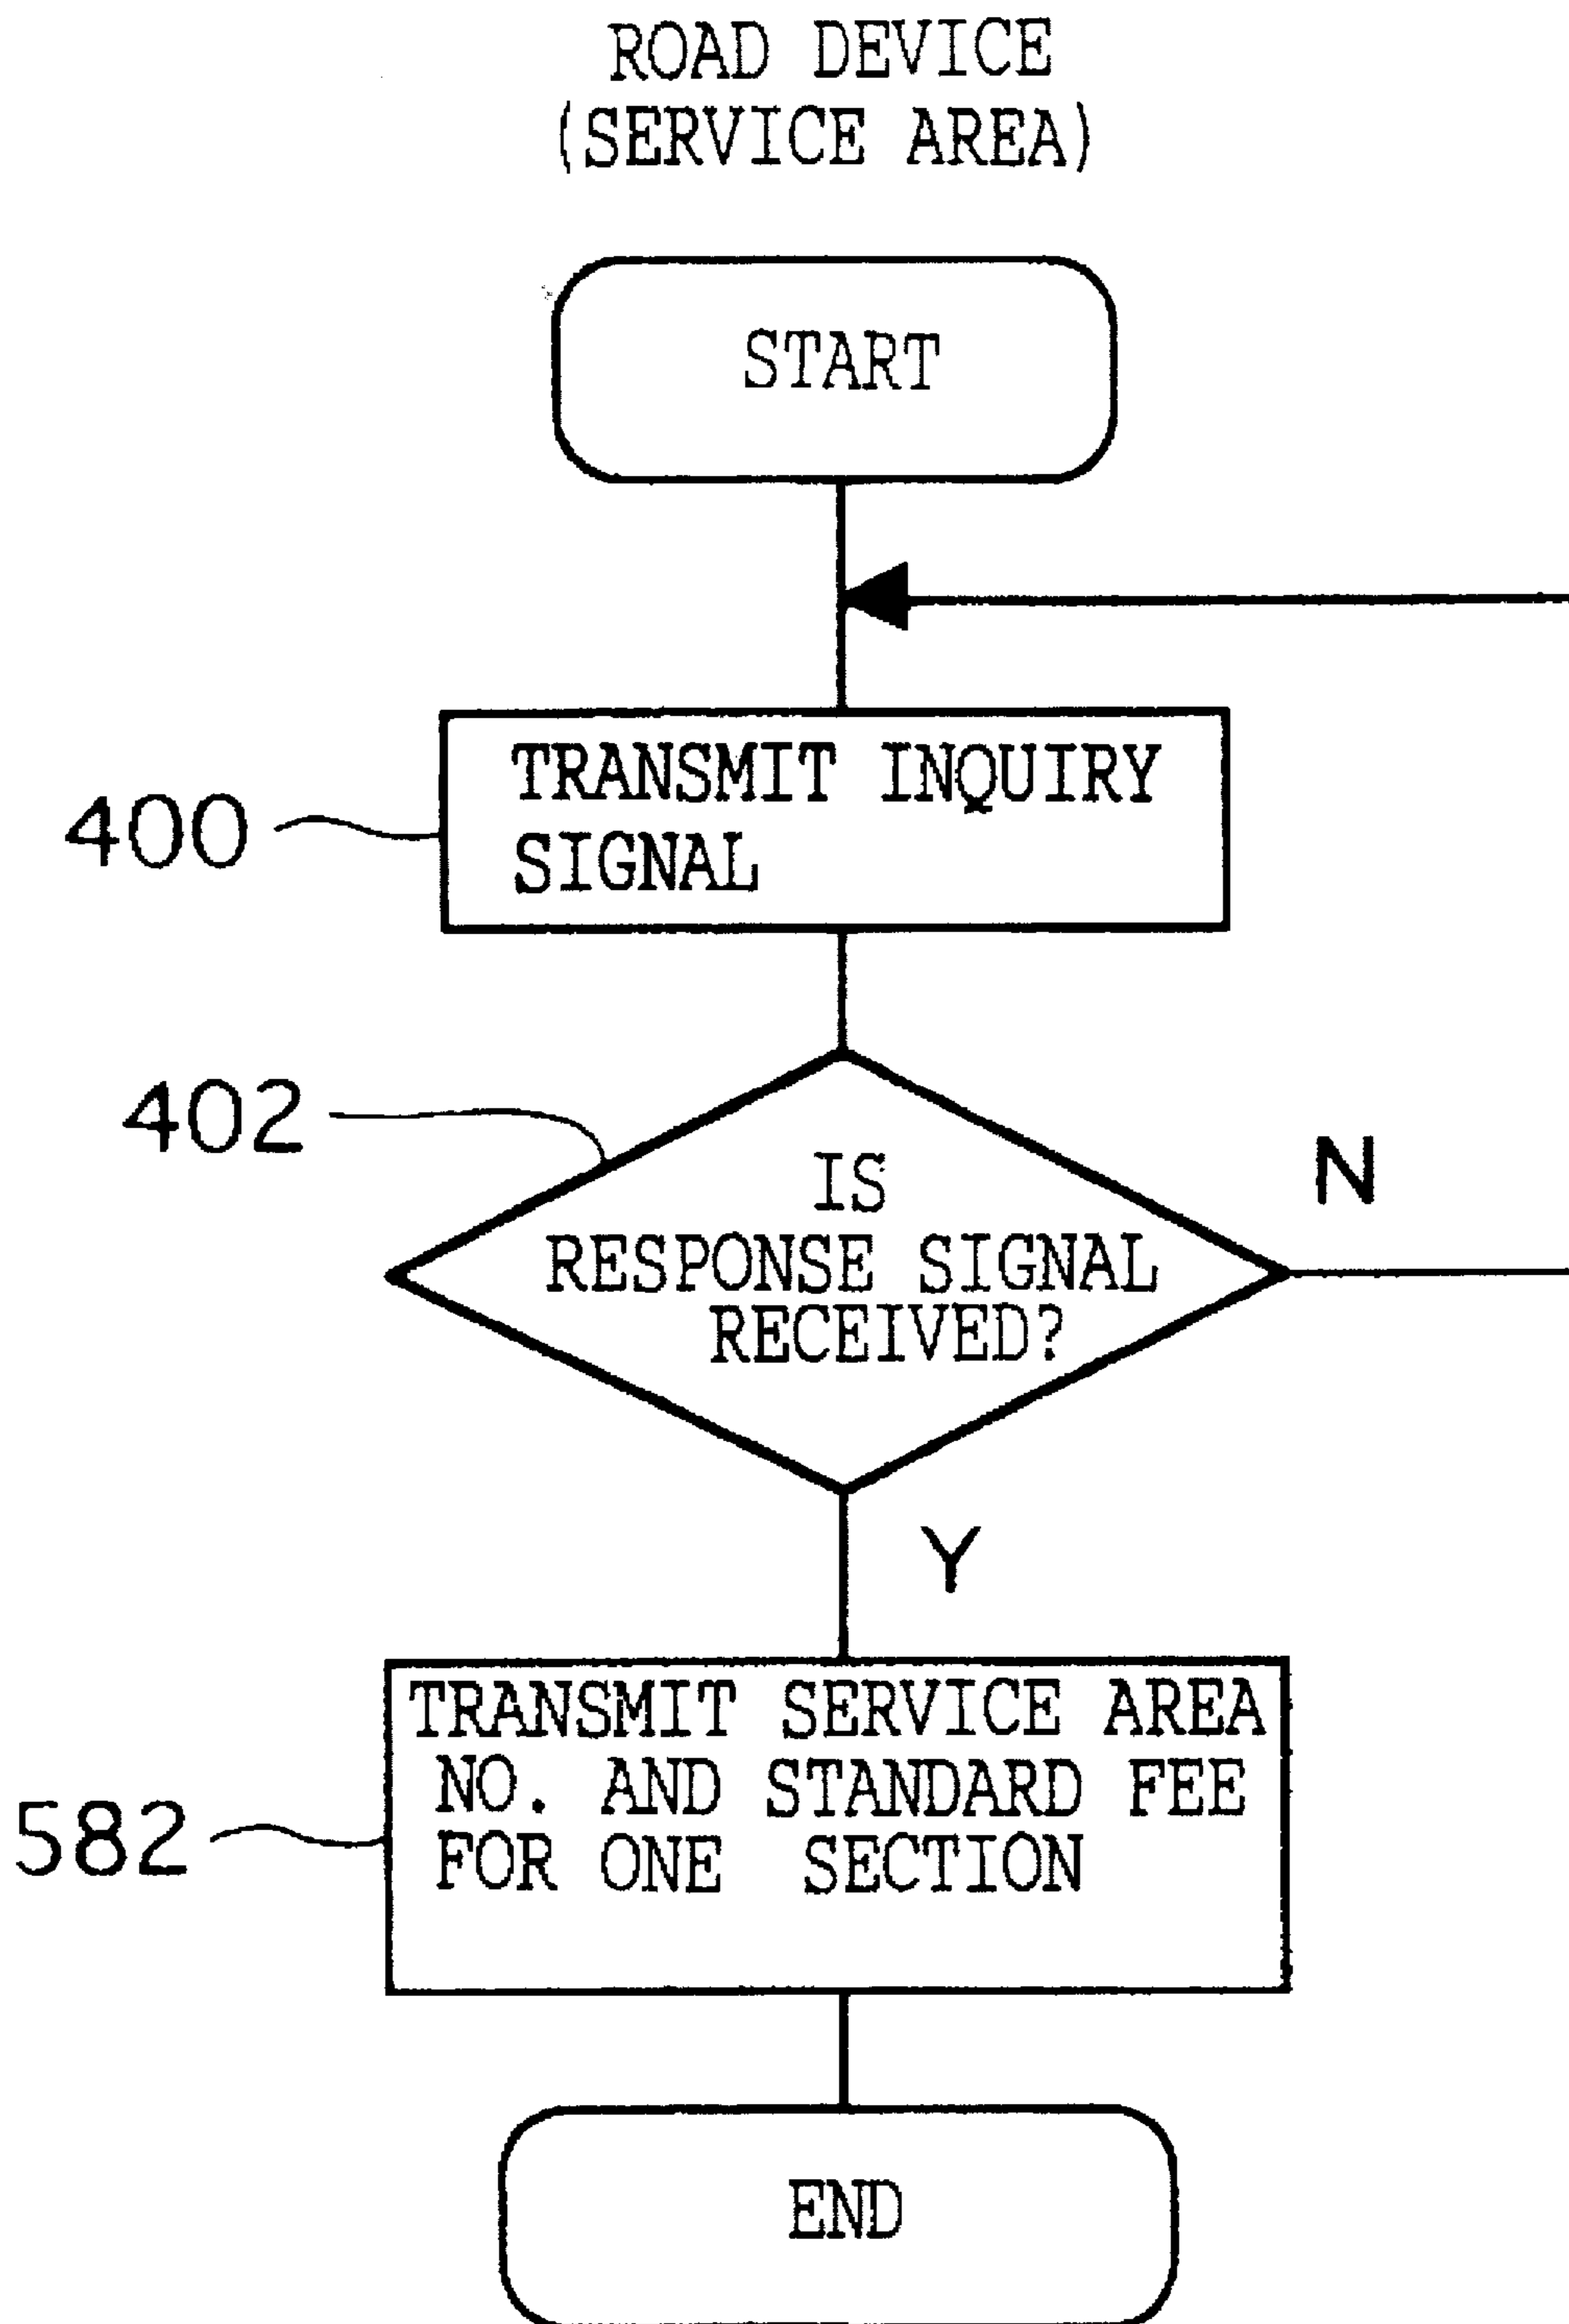 ROAD DEVICE
(SERVICE AREA)
START
TRANSMIT INQUIRY
SIGNAL
400
402
IS
RESPONSE SIGNAL
RECEIVED?
N
Y
TRANSMIT SERVICE AREA
NO. AND STANDARD FEE
FOR ONE SECTION
582
END